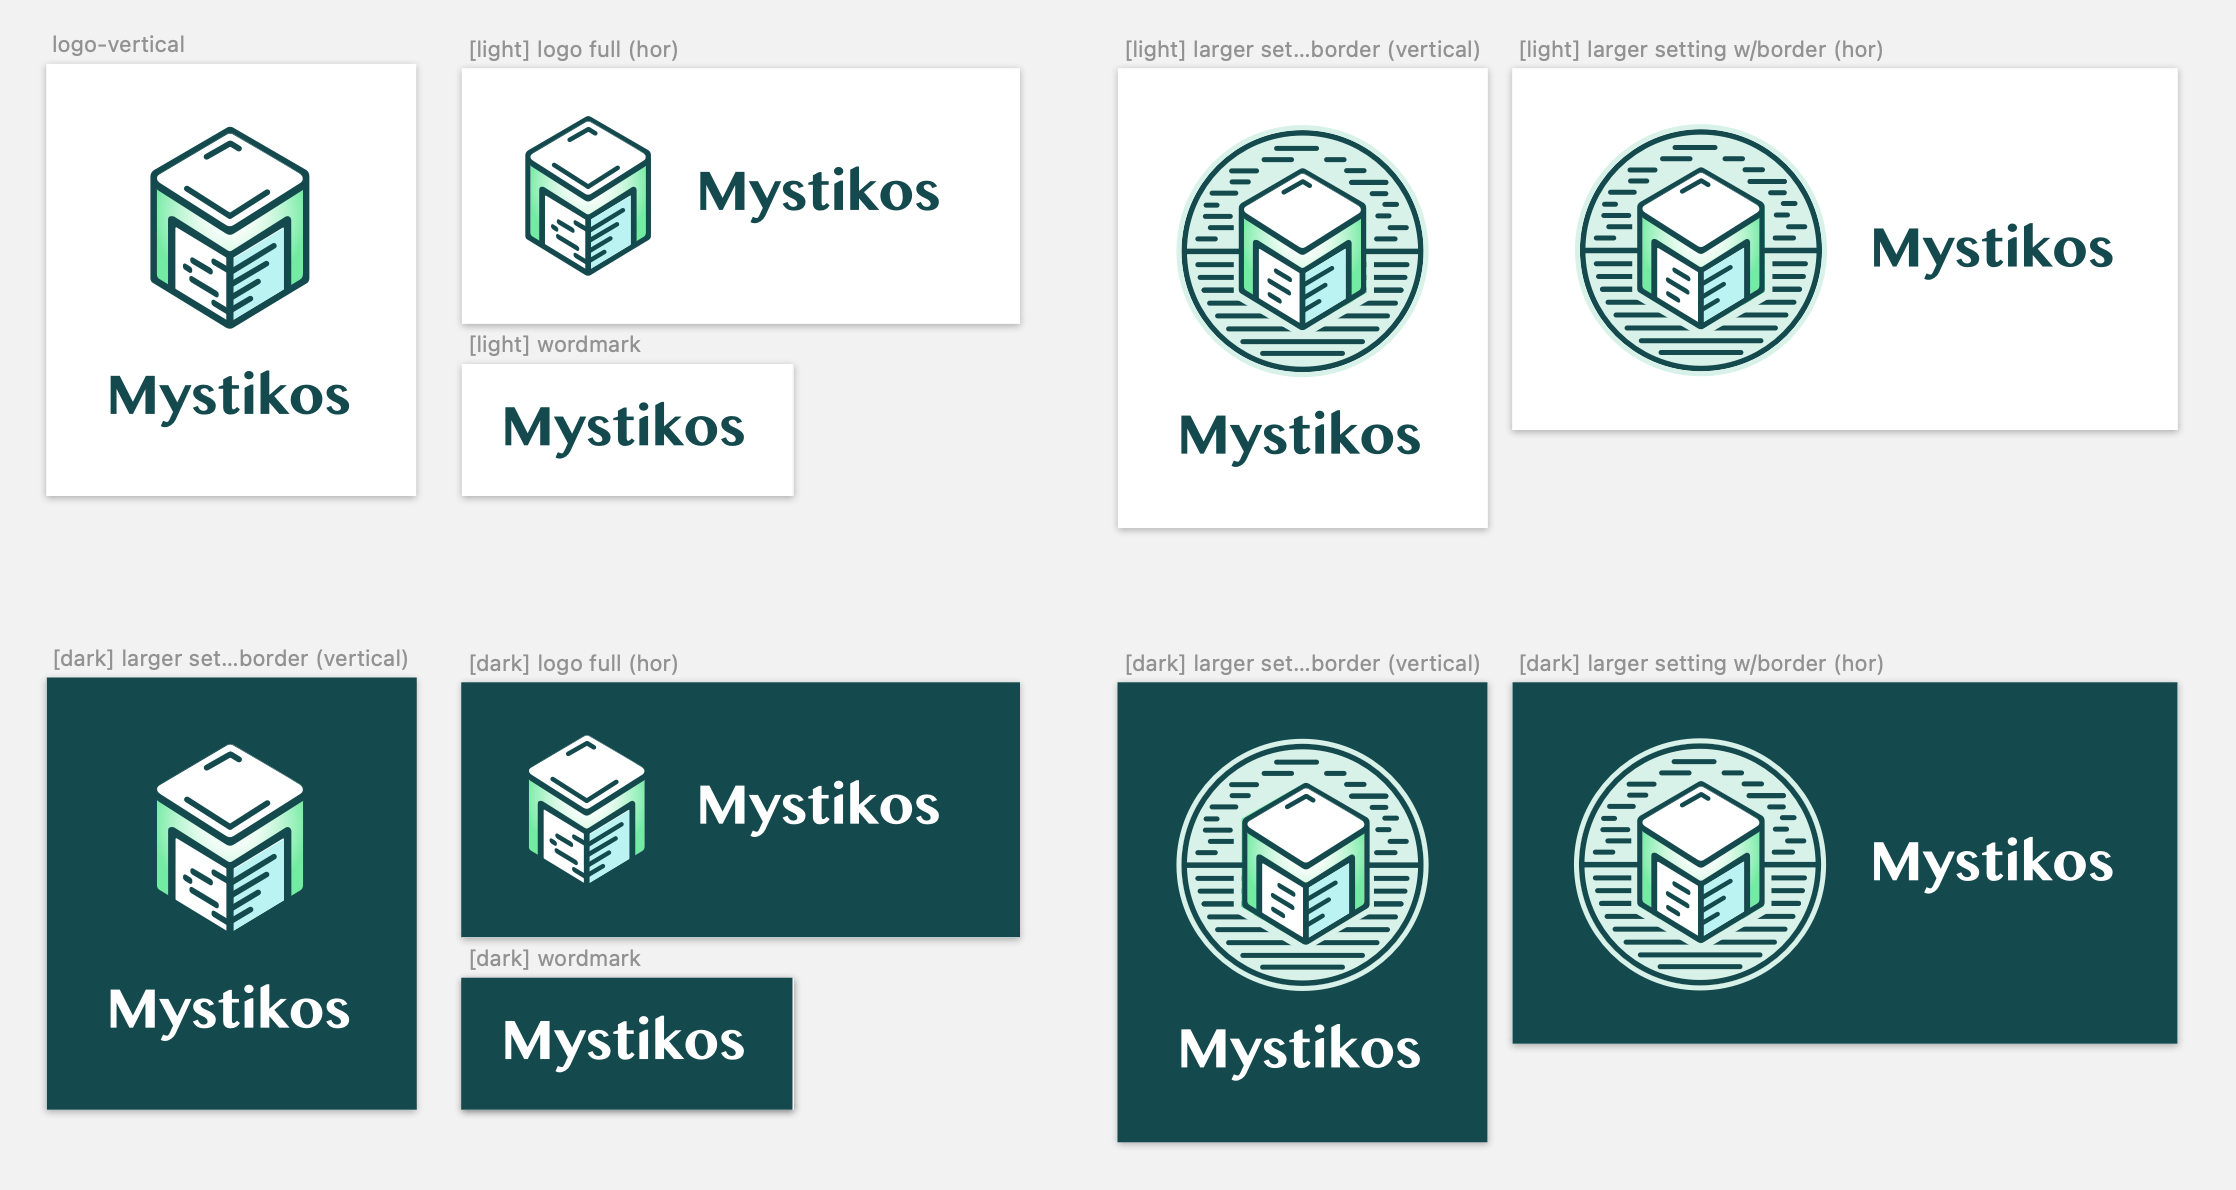 logo-vertical
Mystikos
[light] logo full (hor)
Mystikos
[light] wordmark
Mystikos
[light] larger set...border (vertical)
Mystikos
[light] larger setting w/border (hor)
Mystikos
[dark] larger set...border (vertical)
Mystikos
[dark] logo full (hor)
Mystikos
[dark] wordmark
Mystikos
[dark] larger set...border (vertical)
Mystikos
[dark] larger setting w/border (hor)
Mystikos